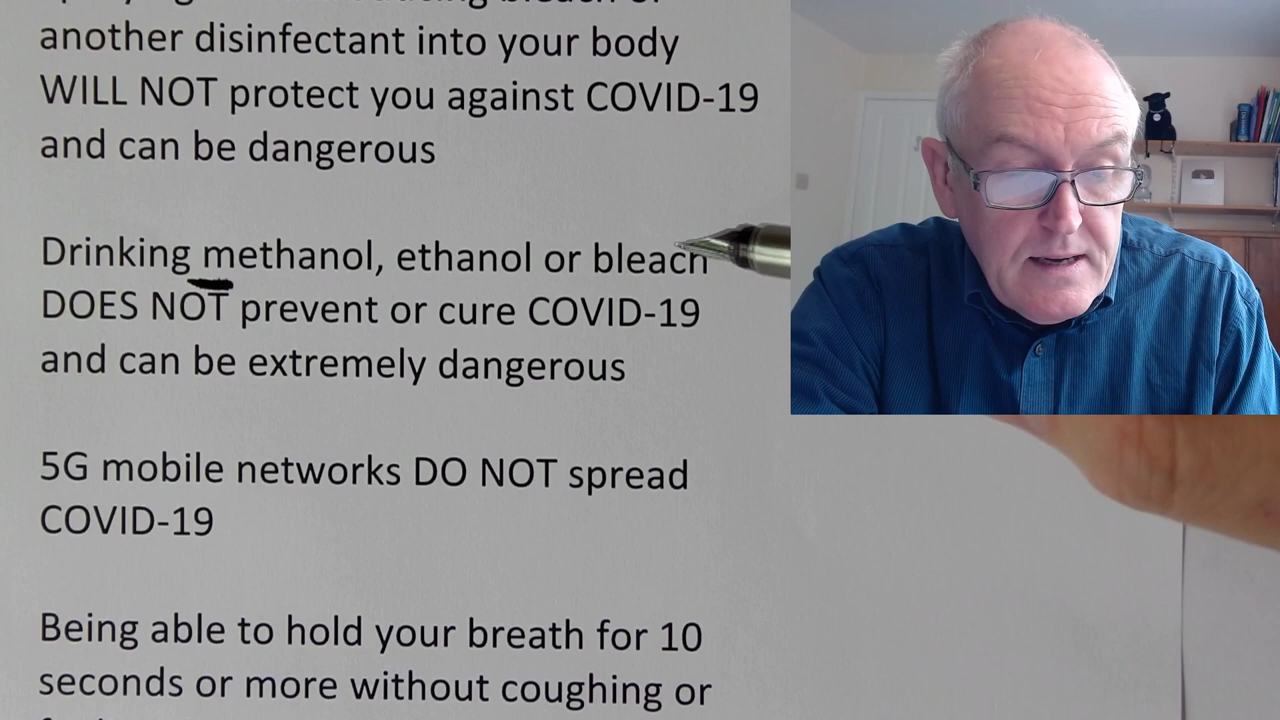 another disinfectant into your body
WILL NOT protect you against COVID-19
and can be dangerous
Drinking methanol, ethanol or bleach
DOES NOT prevent or cure COVID-19
and can be extremely dangerous
5G mobile networks DO NOT spread
COVID-19
Being able to hold your breath for 10
seconds or more without coughing or